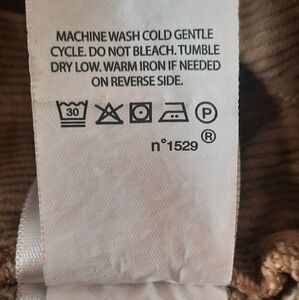 MACHINE WASH COLD GENTLE
CYCLE. DO NOT BLEACH. TUMBLE
DRY LOW. WARM IRON IF NEEDED
ON REVERSE SIDE.
30 P
n°1529 ®